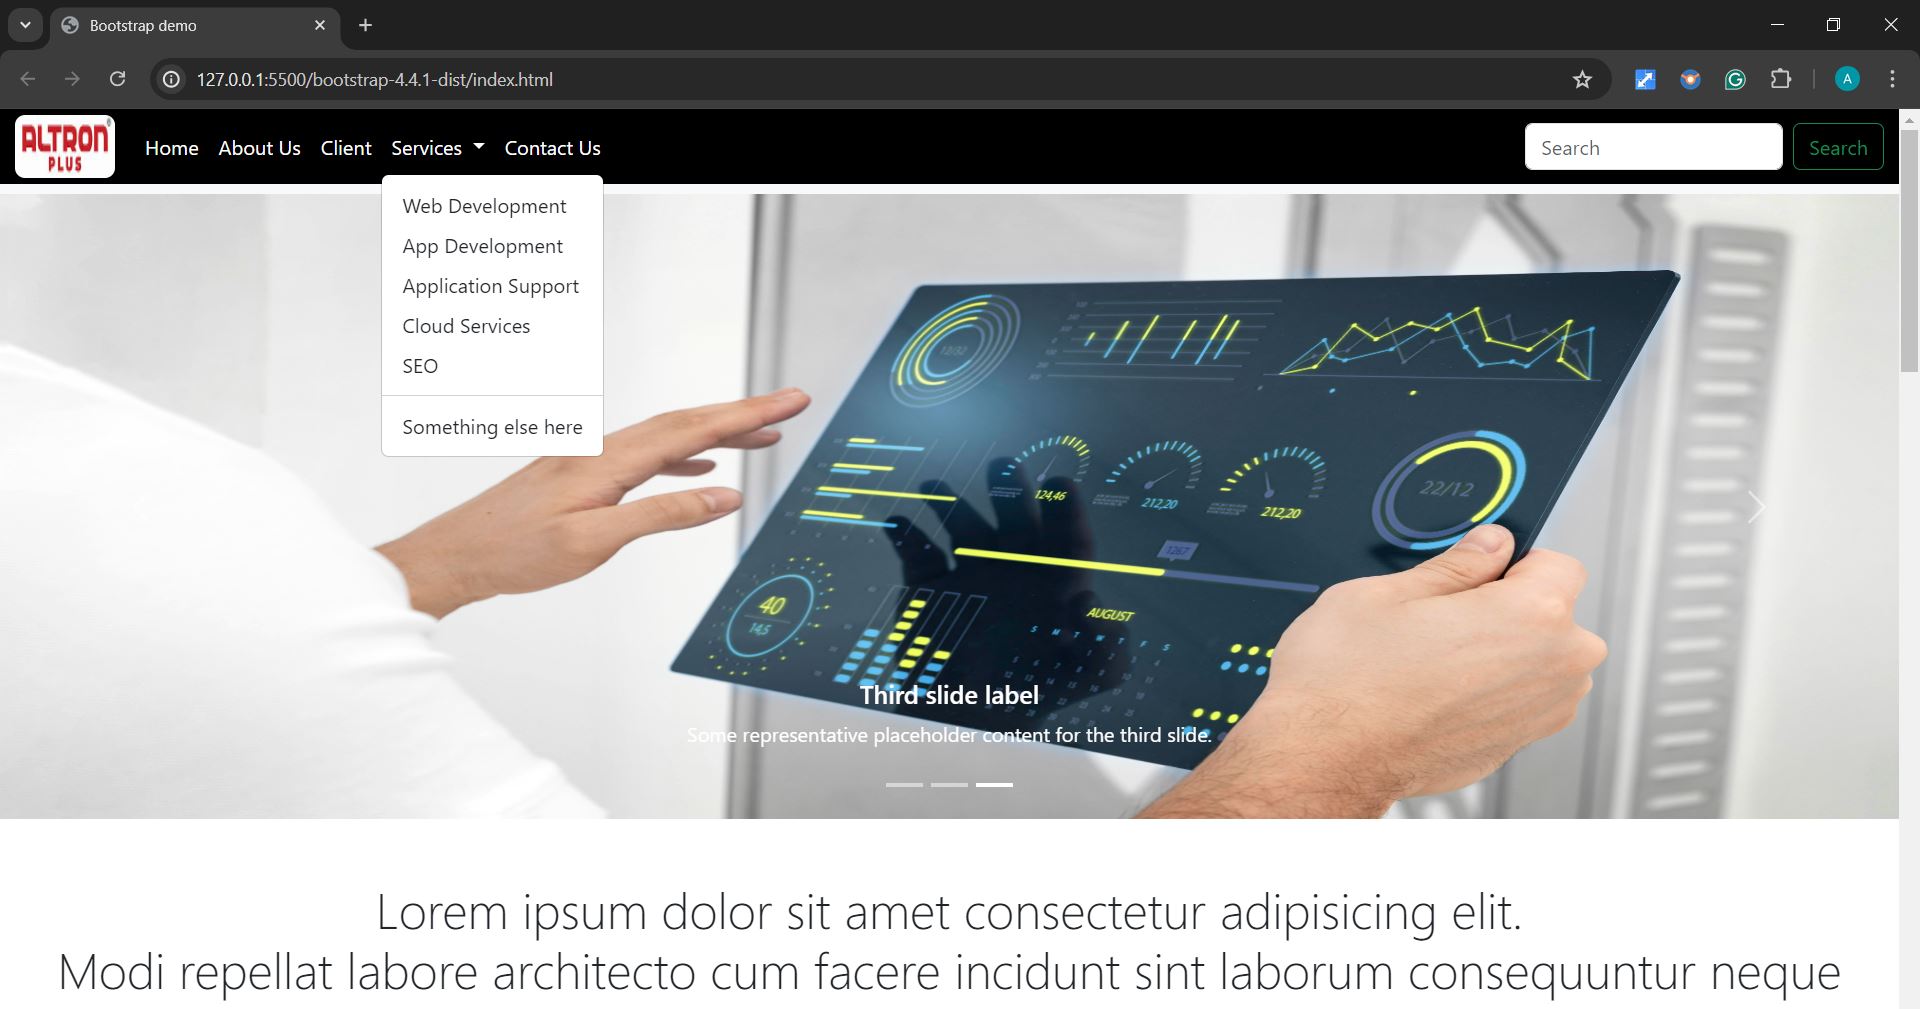 Bootstrap demo
127.0.0.1:5500/bootstrap-4.4.1-dist/index.html
A
ALTRON
PLUS
Home
About Us
Client
Services
Contact Us
Search
Search
Web Development
App Development
Application Support
Cloud Services
SEO
Something else here
12/32
124,46
212,20
212,20
22/12
1267
40
14,5
AUGUST
S M T W T F S
Third slide label
Some representative placeholder content for the third slide.
Lorem ipsum dolor sit amet consectetur adipisicing elit.
Modi repellat labore architecto cum facere incidunt sint laborum consequuntur neque